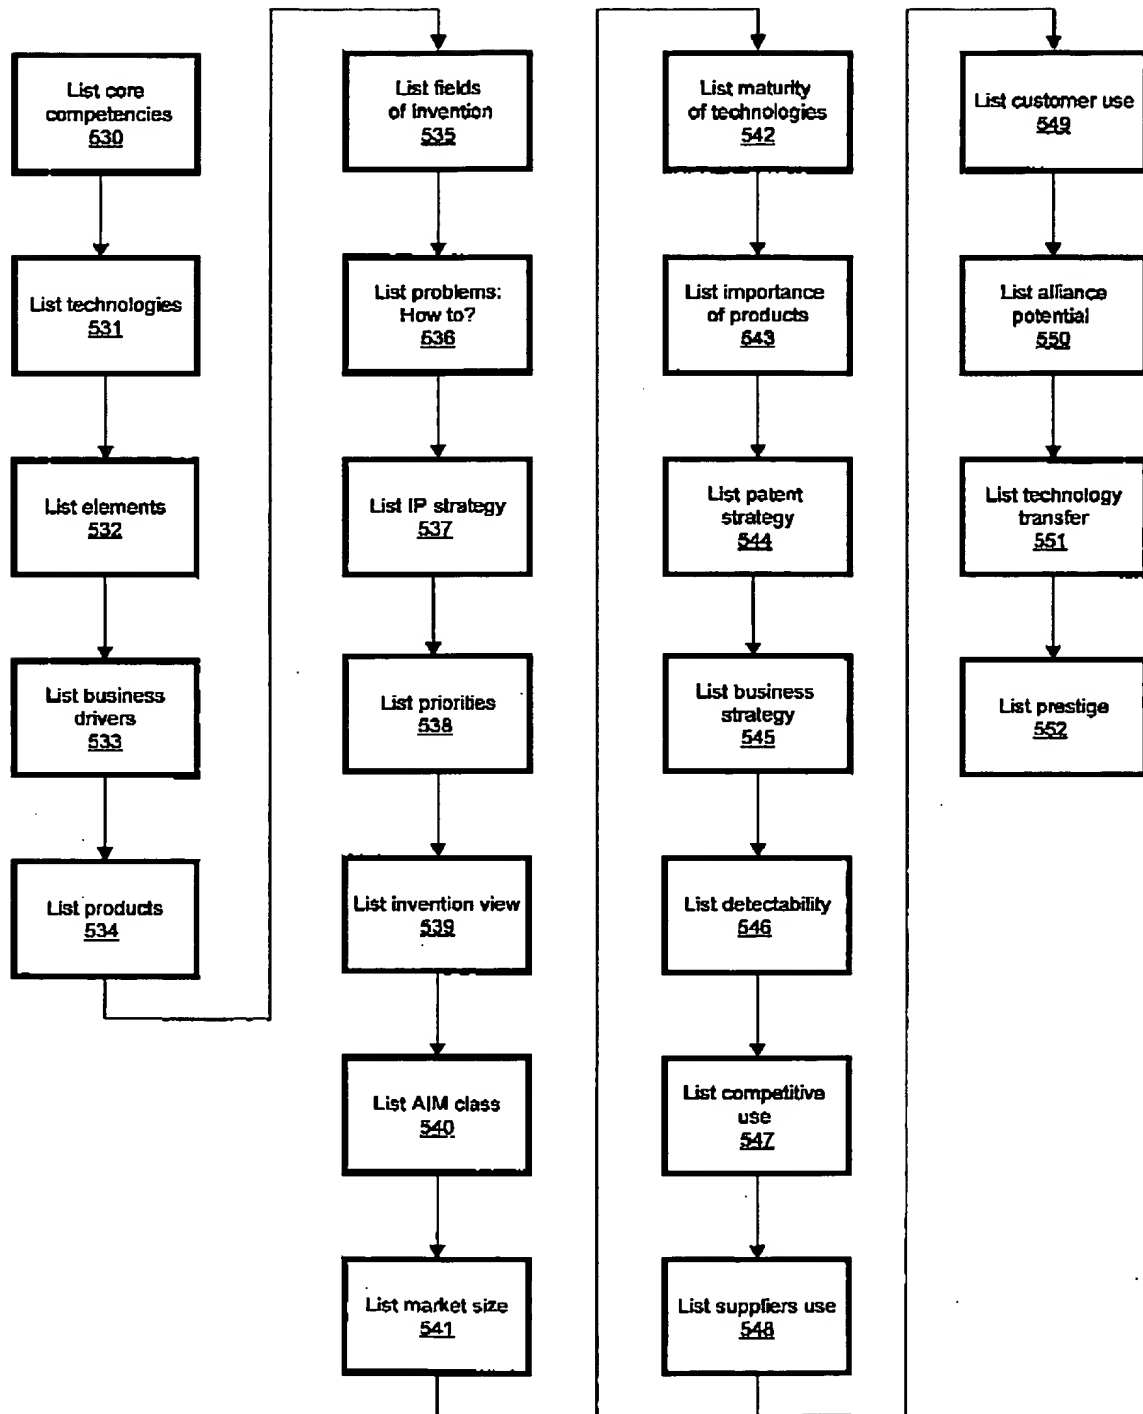 List core
competencies
530
List technologies
531
List elements
532
List business
drivers
533
List products
534
List fields
of invention
535
List problems:
How to?
536
List IP strategy
537
List priorities
538
List invention view
539
List AIM class
540
List market size
541
List maturity
of technologies
542
List importance
of products
543
List patent
strategy
544
List business
strategy
545
List detectability
546
List competitive
use
547
List suppliers use
548
List customer use
549
List alliance
potential
550
List technology
transfer
551
List prestige
552